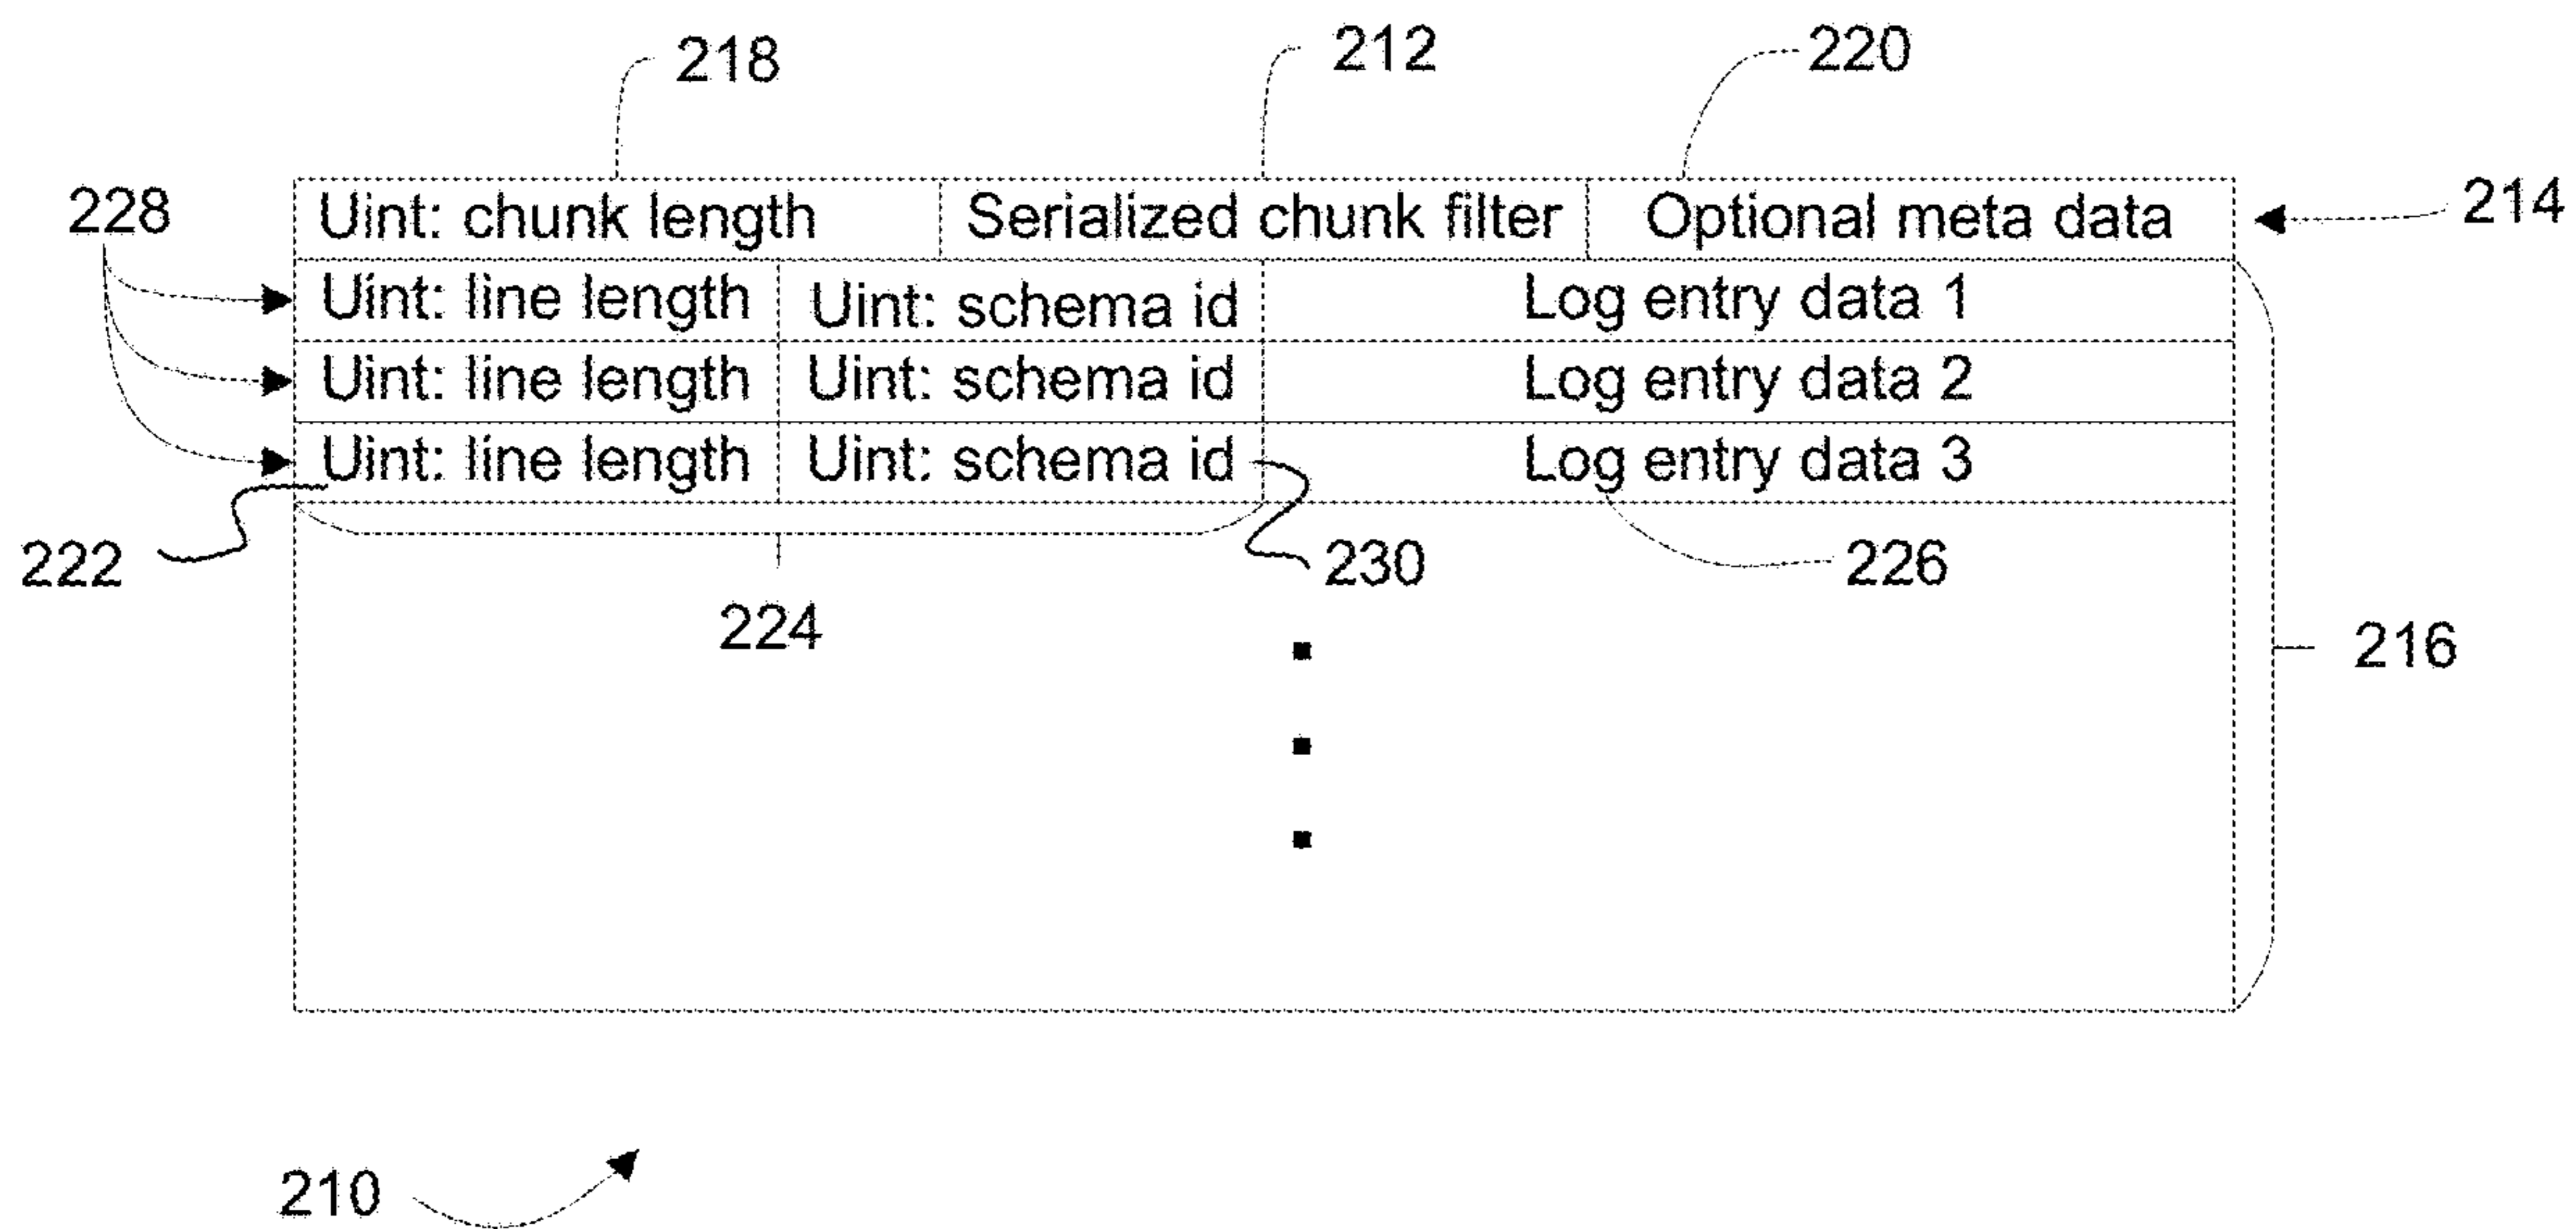 218 212 220
228 Uint: chunk length Serialized chunk filter Optional meta data 214
Uint: line length Uint: schema id Log entry data 1
Uint: line length Uint: schema id Log entry data 2
Uint: line length Uint: schema id Log entry data 3
222 230 226
224 216
210